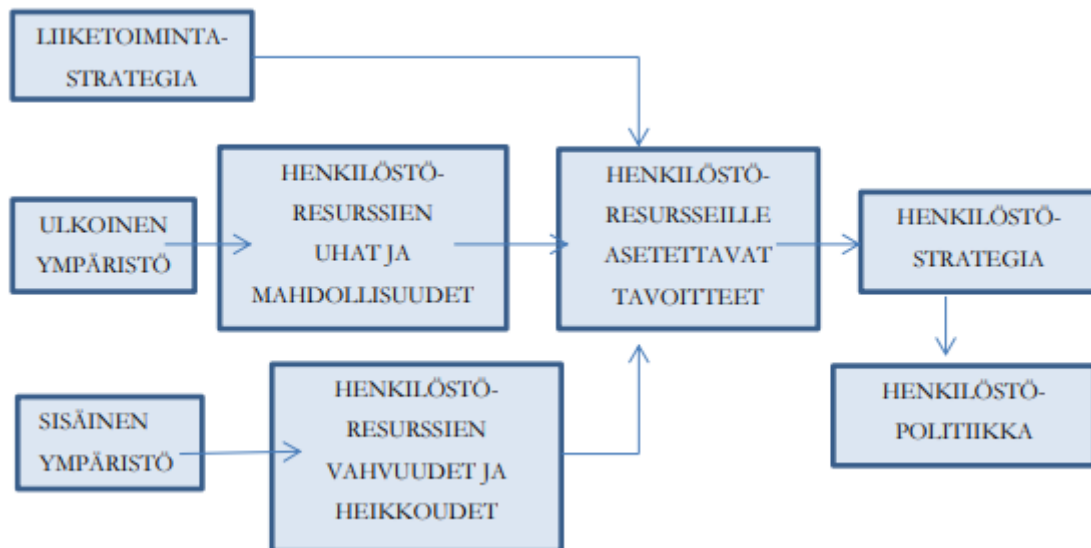 LIIKETOIMINTA-
STRATEGIA
ULKOINEN
YMPÄRISTÖ
HENKILÖSTÖ-
RESURSSIEN
UHAT JA
MAHDOLLISUUDET
HENKILÖSTÖ-
RESURSSEILLE
ASETETTAVAT
TAVOITTEET
HENKILÖSTÖ-
STRATEGIA
SISÄINEN
YMPÄRISTÖ
HENKILÖSTÖ-
RESURSSIEN
VAHVUUDET JA
HEIKKOUDET
HENKILÖSTÖ-
POLITIIKKA